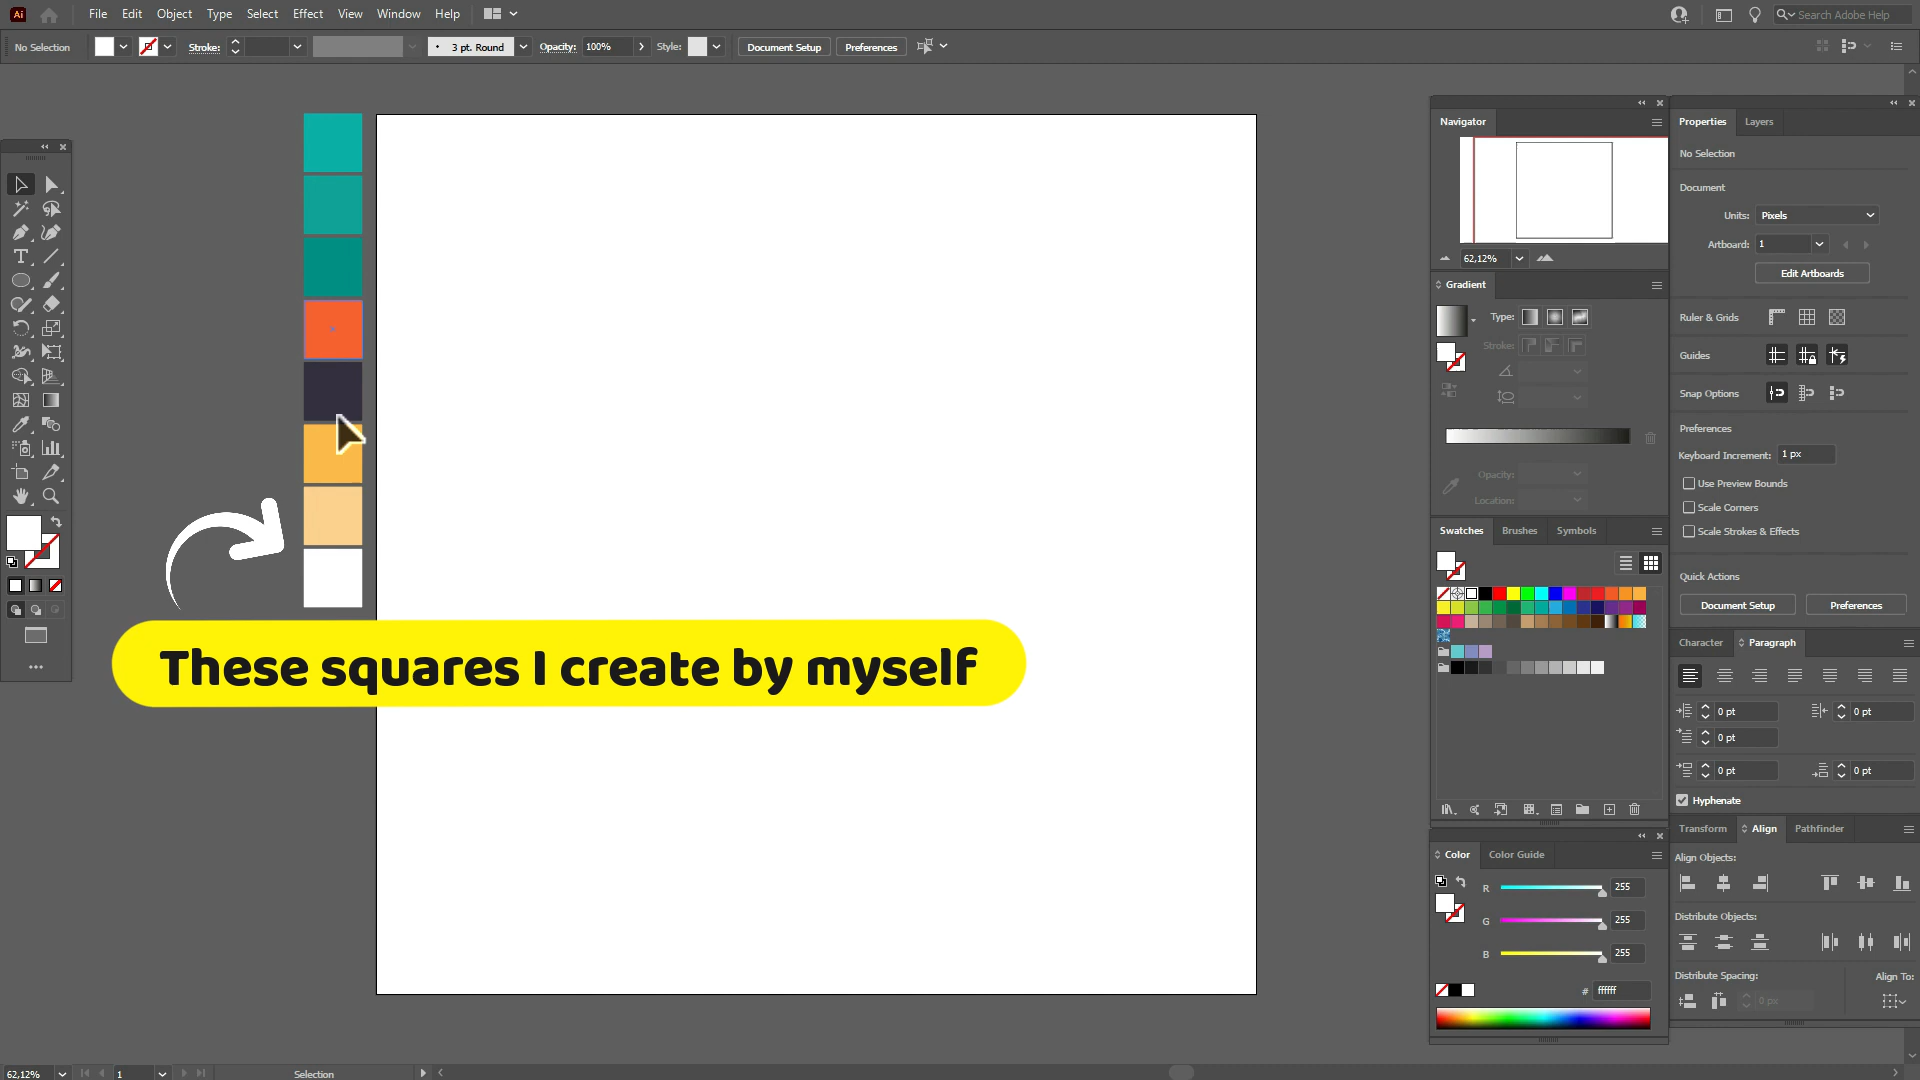 Ai
File Edit Object Type Select Effect View Window Help
Search Adobe Help
No Selection
Stroke:
3 pt. Round
Opacity: 100%
Style:
Document Setup
Preferences
Navigator
62,12%
Gradient
Type:
Stroke:
Opacity:
Location:
Swatches Brushes Symbols
Color Color Guide
R 255
G 255
B 255
# ffffff
Properties Layers
No Selection
Document
Units: Pixels
Artboard: 1
Edit Artboards
Ruler & Grids
Guides
Snap Options
Preferences
Keyboard Increment: 1 px
Use Preview Bounds
Scale Corners
Scale Strokes & Effects
Quick Actions
Document Setup Preferences
Character Paragraph
0 pt 0 pt
0 pt
0 pt 0 pt
Hyphenate
Transform Align Pathfinder
Align Objects:
Distribute Objects:
Distribute Spacing: Align To:
0 px
These squares I create by myself
62,12% 1 Selection